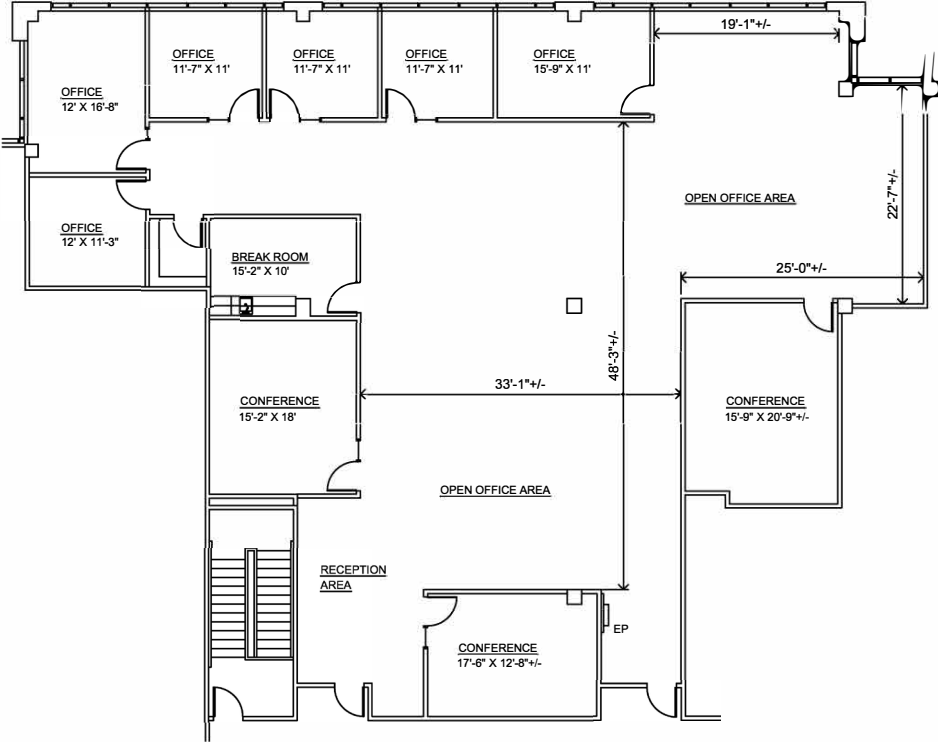 19'-1"+/-
OFFICE
11'-7" X 11'
OFFICE
11'-7" X 11'
OFFICE
11'-7" X 11'
OFFICE
15'-9" X 11'
OFFICE
12' X 16'-8"
OPEN OFFICE AREA
22'-7"+/-
OFFICE
12' X 11'-3"
BREAK ROOM
15'-2" X 10'
25'-0"+/-
48'-3"+/-
33'-1"+/-
CONFERENCE
15'-2" X 18'
CONFERENCE
15'-9" X 20'-9"+/-
OPEN OFFICE AREA
RECEPTION
AREA
EP
CONFERENCE
17'-6" X 12'-8"+/-